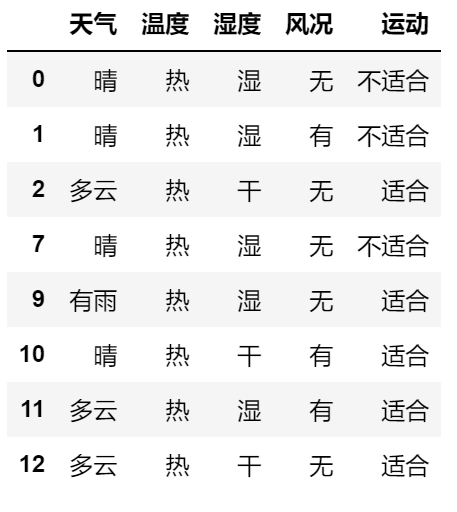 天气 温度 湿度 风况 运动
0 晴 热 湿 无 不适合
1 晴 热 湿 有 不适合
2 多云 热 干 无 适合
7 晴 热 湿 无 不适合
9 有雨 热 湿 无 适合
10 晴 热 干 有 适合
11 多云 热 湿 有 适合
12 多云 热 干 无 适合